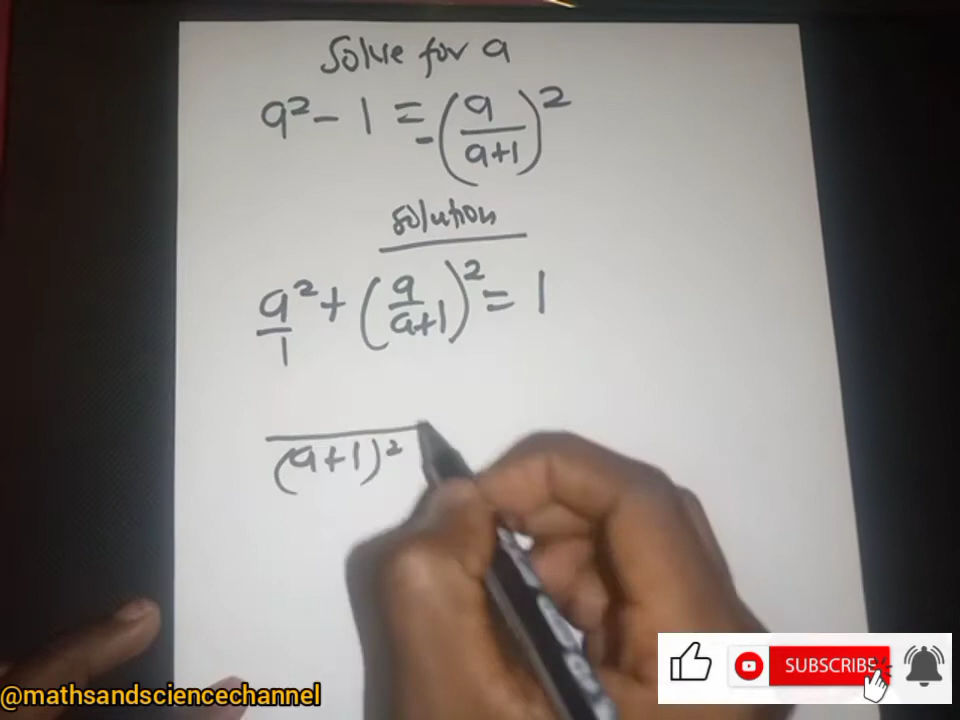 Solve for a
a² - 1 = -(a/(a+1))²
Solution
a²/1 + (a/(a+1))² = 1
(a+1)²
SUBSCRIBE
@mathsandsciencechannel